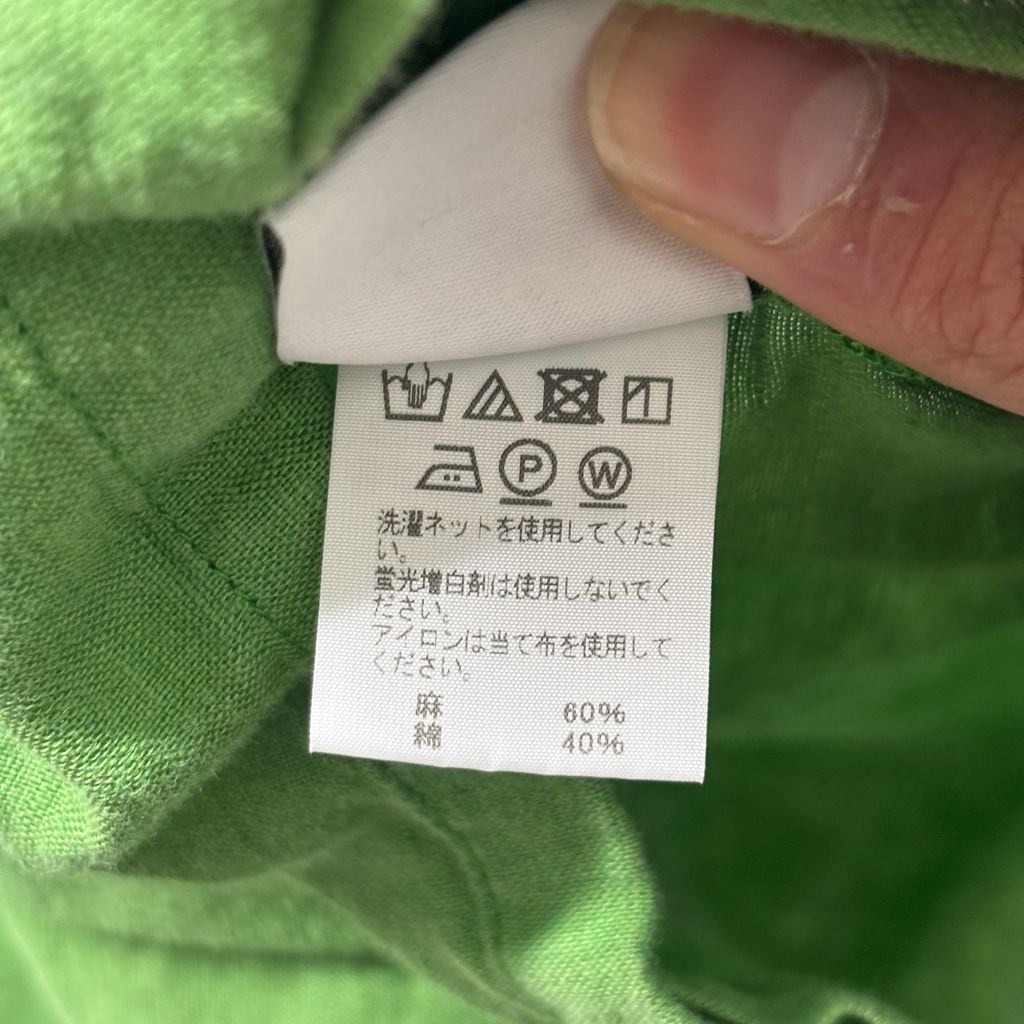 P W
洗濯ネットを使用してくださ
い。
蛍光増白剤は使用しないでく
ださい。
アイロンは当て布を使用して
ください。
麻 60%
綿 40%